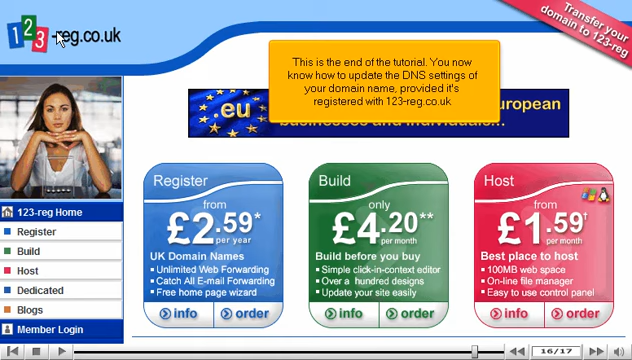 123-reg.co.uk
Transfer your
domain to 123-reg
This is the end of the tutorial. You now
know how to update the DNS settings of
your domain name, provided it's
registered with 123-reg.co.uk
.eu
uropean
Register
from
£2.59*
per year
UK Domain Names
Unlimited Web Forwarding
Catch All E-mail Forwarding
Free home page wizard
info
order
Build
only
£4.20**
per month
Build before you buy
Simple click-in-context editor
Over a hundred designs
Update your site easily
info
order
Host
from
£1.59†
per month
Best place to host
100MB web space
On-line file manager
Easy to use control panel
info
order
123-reg Home
Register
Build
Host
Dedicated
Blogs
Member Login
16/17